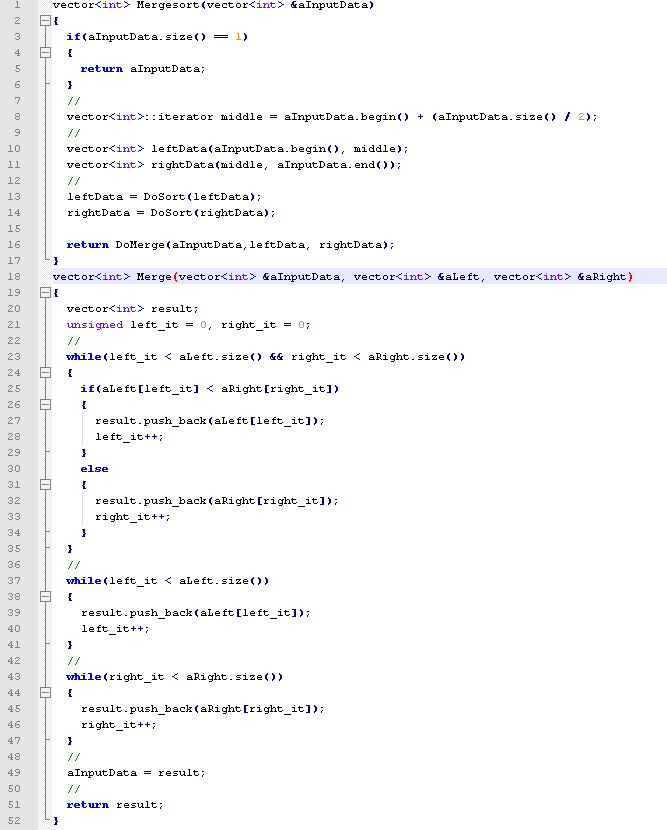 1 vector<int> Mergesort(vector<int> &aInputData)
2 {
3 if(aInputData.size() == 1)
4 {
5 return aInputData;
6 }
7 //
8 vector<int>::iterator middle = aInputData.begin() + (aInputData.size() / 2);
9 //
10 vector<int> leftData(aInputData.begin(), middle);
11 vector<int> rightData(middle, aInputData.end());
12 //
13 leftData = DoSort(leftData);
14 rightData = DoSort(rightData);
15
16 return DoMerge(aInputData,leftData, rightData);
17 }
18 vector<int> Merge(vector<int> &aInputData, vector<int> &aLeft, vector<int> &aRight)
19 {
20 vector<int> result;
21 unsigned left_it = 0, right_it = 0;
22 //
23 while(left_it < aLeft.size() && right_it < aRight.size())
24 {
25 if(aLeft[left_it] < aRight[right_it])
26 {
27 result.push_back(aLeft[left_it]);
28 left_it++;
29 }
30 else
31 {
32 result.push_back(aRight[right_it]);
33 right_it++;
34 }
35 }
36 //
37 while(left_it < aLeft.size())
38 {
39 result.push_back(aLeft[left_it]);
40 left_it++;
41 }
42 //
43 while(right_it < aRight.size())
44 {
45 result.push_back(aRight[right_it]);
46 right_it++;
47 }
48 //
49 aInputData = result;
50 //
51 return result;
52 }